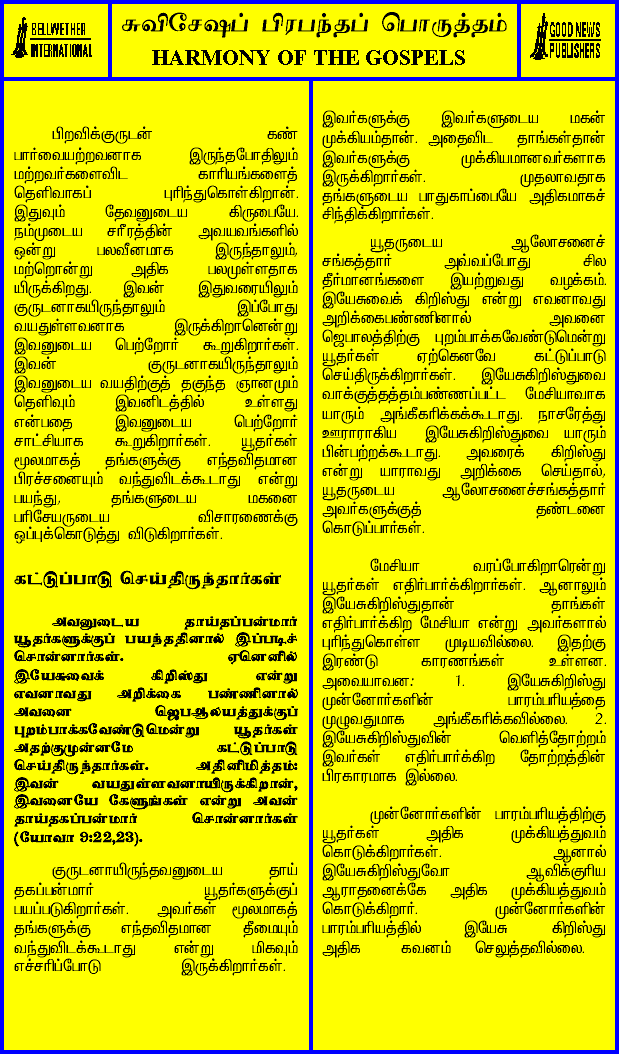 BELLWETHER
INTERNATIONAL
சுவிசேஷப் பிரபந்தப் பொருத்தம்
HARMONY OF THE GOSPELS
GOOD NEWS
PUBLISHERS
பிறவிக்குருடன் கண்
பார்வையற்றவனாக இருந்தபோதிலும்
மற்றவர்களைவிட காரியங்களைத்
தெளிவாகப் புரிந்துகொள்கிறான்.
இதுவும் தேவனுடைய கிருபையே.
நம்முடைய சரீரத்தின் அவயவங்களில்
ஒன்று பலவீனமாக இருந்தாலும்,
மற்றொன்று அதிக பலமுள்ளதாக
யிருக்கிறது. இவன் இதுவரையிலும்
குருடனாகயிருந்தாலும் இப்போது
வயதுள்ளவனாக இருக்கிறானென்று
இவனுடைய பெற்றோர் கூறுகிறார்கள்.
இவன் குருடனாகயிருந்தாலும்
இவனுடைய வயதிற்குத் தகுந்த ஞானமும்
தெளிவும் இவனிடத்தில் உள்ளது
என்பதை இவனுடைய பெற்றோர்
சாட்சியாக கூறுகிறார்கள். யூதர்கள்
மூலமாகத் தங்களுக்கு எந்தவிதமான
பிரச்சனையும் வந்துவிடக்கூடாது என்று
பயந்து, தங்களுடைய மகனை
பரிசேயருடைய விசாரணைக்கு
ஒப்புக்கொடுத்து விடுகிறார்கள்.
கட்டுப்பாடு செய்திருந்தார்கள்
அவனுடைய தாய்தப்பன்மார்
யூதர்களுக்குப் பயந்ததினால் இப்படிச்
சொன்னார்கள். ஏனெனில்
இயேசுவைக் கிறிஸ்து என்று
எவனாவது அறிக்கை பண்ணினால்
அவனை ஜெபஆலயத்துக்குப்
புறம்பாக்கவேண்டுமென்று யூதர்கள்
அதற்குமுன்னமே கட்டுப்பாடு
செய்திருந்தார்கள். அதினிமித்தம்:
இவன் வயதுள்ளவனாயிருக்கிறான்,
இவனையே கேளுங்கள் என்று அவன்
தாய்தகப்பன்மார் சொன்னார்கள்
(யோவா 9:22,23).
குருடனாயிருந்தவனுடைய தாய்
தகப்பன்மார் யூதர்களுக்குப்
பயப்படுகிறார்கள். அவர்கள் மூலமாகத்
தங்களுக்கு எந்தவிதமான தீமையும்
வந்துவிடக்கூடாது என்று மிகவும்
எச்சரிப்போடு இருக்கிறார்கள்.
இவர்களுக்கு இவர்களுடைய மகன்
முக்கியம்தான். அதைவிட தாங்கள்தான்
இவர்களுக்கு முக்கியமானவர்களாக
இருக்கிறார்கள். முதலாவதாக
தங்களுடைய பாதுகாப்பையே அதிகமாகச்
சிந்திக்கிறார்கள்.
யூதருடைய ஆலோசனைச்
சங்கத்தார் அவ்வப்போது சில
தீர்மானங்களை இயற்றுவது வழக்கம்.
இயேசுவைக் கிறிஸ்து என்று எவனாவது
அறிக்கைபண்ணினால் அவனை
ஜெபாலத்திற்கு புறம்பாக்கவேண்டுமென்று
யூதர்கள் ஏற்கெனவே கட்டுப்பாடு
செய்திருக்கிறார்கள். இயேசுகிறிஸ்துவை
வாக்குத்தத்தம்பண்ணப்பட்ட மேசியாவாக
யாரும் அங்கீகரிக்கக்கூடாது. நாசரேத்து
ஊராராகிய இயேசுகிறிஸ்துவை யாரும்
பின்பற்றக்கூடாது. அவரைக் கிறிஸ்து
என்று யாராவது அறிக்கை செய்தால்,
யூதருடைய ஆலோசனைச்சங்கத்தார்
அவர்களுக்குத் தண்டனை
கொடுப்பார்கள்.
மேசியா வரப்போகிறாரென்று
யூதர்கள் எதிர்பார்க்கிறார்கள். ஆனாலும்
இயேசுகிறிஸ்துதான் தாங்கள்
எதிர்பார்க்கிற மேசியா என்று அவர்களால்
புரிந்துகொள்ள முடியவில்லை. இதற்கு
இரண்டு காரணங்கள் உள்ளன.
அவையாவன: 1. இயேசுகிறிஸ்து
முன்னோர்களின் பாரம்பரியத்தை
முழுவதுமாக அங்கீகரிக்கவில்லை. 2.
இயேசுகிறிஸ்துவின் வெளித்தோற்றம்
இவர்கள் எதிர்பார்க்கிற தோற்றத்தின்
பிரகாரமாக இல்லை.
முன்னோர்களின் பாரம்பரியத்திற்கு
யூதர்கள் அதிக முக்கியத்துவம்
கொடுக்கிறார்கள். ஆனால்
இயேசுகிறிஸ்துவோ ஆவிக்குரிய
ஆராதனைக்கே அதிக முக்கியத்துவம்
கொடுக்கிறார். முன்னோர்களின்
பாரம்பரியத்தில் இயேசு கிறிஸ்து
அதிக கவனம் செலுத்தவில்லை.